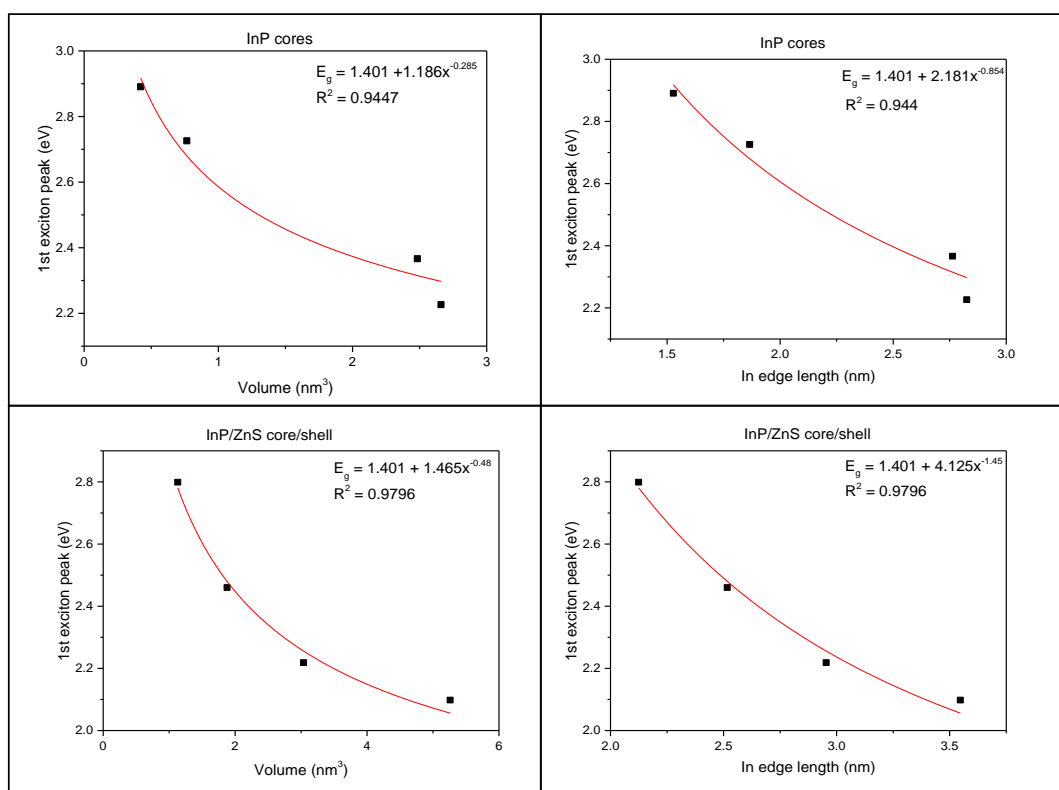 InP cores
E_g = 1.401 +1.186x^-0.285
R^2 = 0.9447
3.0
2.8
2.6
2.4
2.2
0
1
2
3
1st exciton peak (eV)
Volume (nm^3)
InP cores
E_g = 1.401 + 2.181x^-0.854
R^2 = 0.944
3.0
2.8
2.6
2.4
2.2
1.5
2.0
2.5
3.0
1st exciton peak (eV)
In edge length (nm)
InP/ZnS core/shell
E_g = 1.401 + 1.465x^-0.48
R^2 = 0.9796
2.8
2.6
2.4
2.2
2.0
0
2
4
6
1st exciton peak (eV)
Volume (nm^3)
InP/ZnS core/shell
E_g = 1.401 + 4.125x^-1.45
R^2 = 0.9796
2.8
2.6
2.4
2.2
2.0
2.0
2.5
3.0
3.5
1st exciton peak (eV)
In edge length (nm)